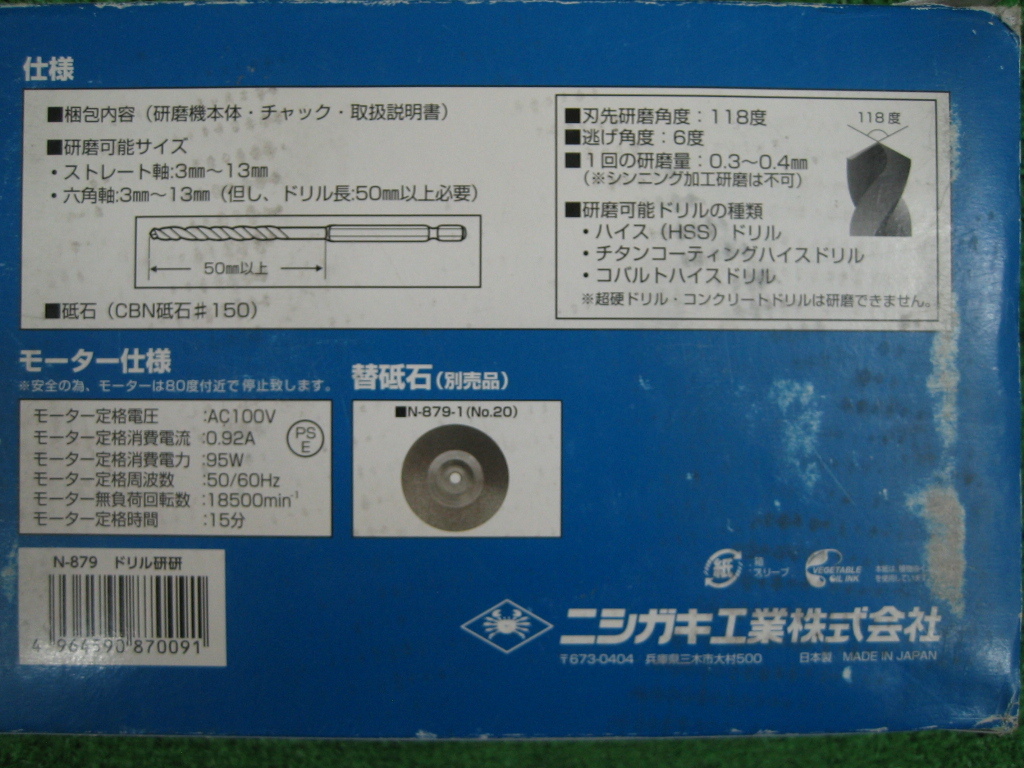 仕様
■梱包内容（研磨機本体・チャック・取扱説明書）
■研磨可能サイズ
・ストレート軸:3mm〜13mm
・六角軸:3mm〜13mm（但し、ドリル長:50mm以上必要）
50mm以上
■砥石（CBN砥石＃150）
■刃先研磨角度：118度
■逃げ角度：6度
■1回の研磨量：0.3〜0.4mm
（※シンニング加工研磨は不可）
118度
■研磨可能ドリルの種類
・ハイス（HSS）ドリル
・チタンコーティングハイスドリル
・コバルトハイスドリル
※超硬ドリル・コンクリートドリルは研磨できません。
モーター仕様
※安全の為、モーターは80度付近で停止致します。
モーター定格電圧 :AC100V
モーター定格消費電流 :0.92A
モーター定格消費電力 :95W
モーター定格周波数 :50/60Hz
モーター無負荷回転数 :18500min⁻¹
モーター定格時間 :15分
PS
E
替砥石（別売品）
■N-879-1（No.20）
N-879 ドリル研研
4 964590 870091
紙
箱
スリーブ
VEGETABLE
OIL INK
ニシガキ工業株式会社
〒673-0404 兵庫県三木市大村500 日本製 MADE IN JAPAN